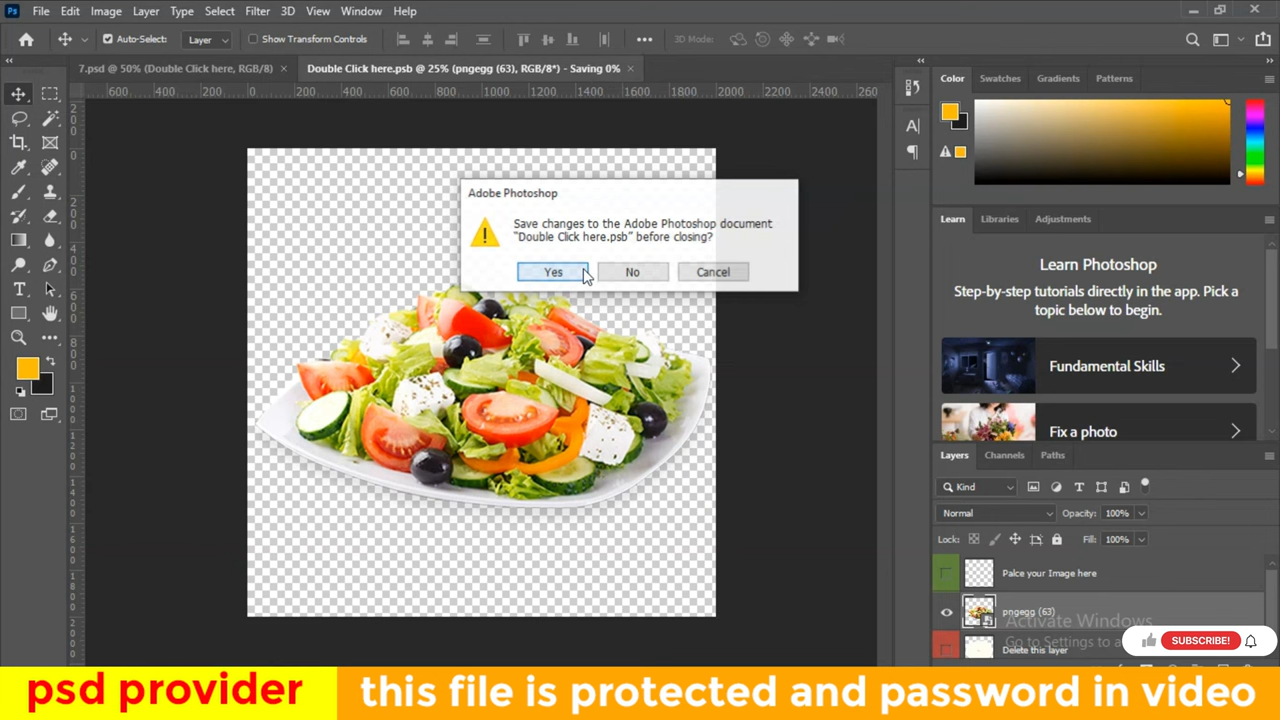 Ps File Edit Image Layer Type Select Filter 3D View Window Help
Auto-Select: Layer Show Transform Controls ••• 3D Mode:
7.psd @ 50% (Double Click here, RGB/8) × Double Click here.psb @ 25% (pngegg (63), RGB/8*) - Saving 0% ×
600 400 200 0 200 400 600 800 1000 1200 1400 1600 1800 2000 2200 2400 260
Color Swatches Gradients Patterns
Adobe Photoshop
Save changes to the Adobe Photoshop document
"Double Click here.psb" before closing?
Yes No Cancel
Learn Libraries Adjustments
Learn Photoshop
Step-by-step tutorials directly in the app. Pick a
topic below to begin.
Fundamental Skills
Fix a photo
Layers Channels Paths
Kind
Normal Opacity: 100%
Lock: Fill: 100%
Palce your Image here
pngegg (63)
Activate Windows
Go to Settings to a
Delete this layer
SUBSCRIBE!
psd provider
this file is protected and password in video